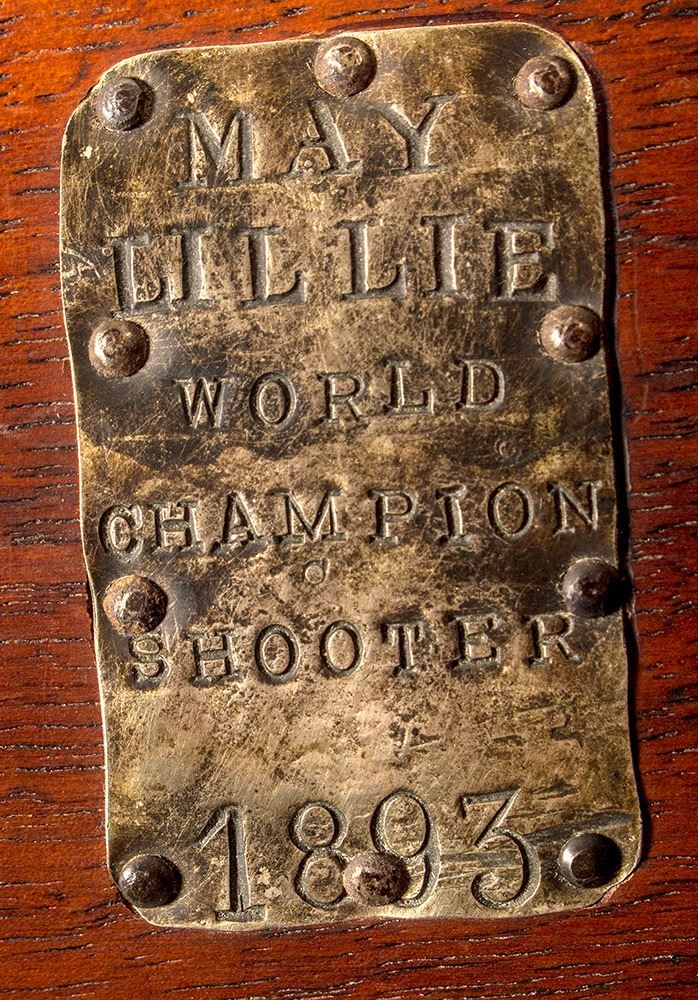 MAY
LILLIE
WORLD
CHAMPION
SHOOTER
1893